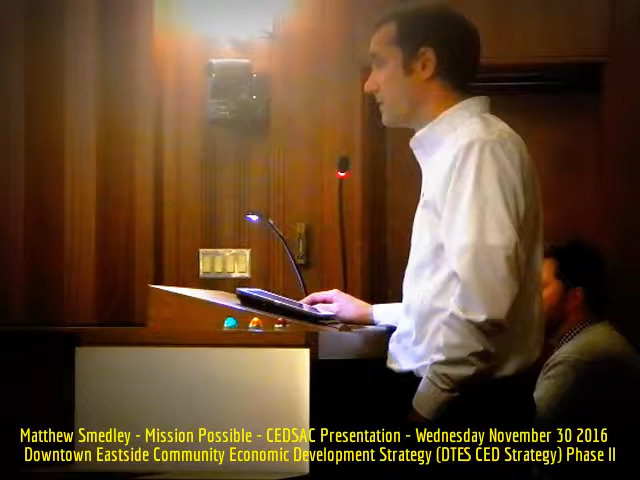 Matthew Smedley - Mission Possible - CEDSAC Presentation - Wednesday November 30 2016
Downtown Eastside Community Economic Development Strategy (DTES CED Strategy) Phase II